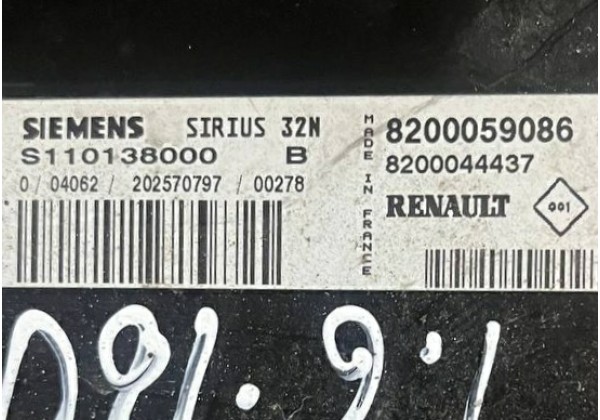 SIEMENS SIRIUS 32N
S110138000 B
0 / 04062 / 202570797 / 00278
MADE IN FRANCE
8200059086
8200044437
RENAULT 001